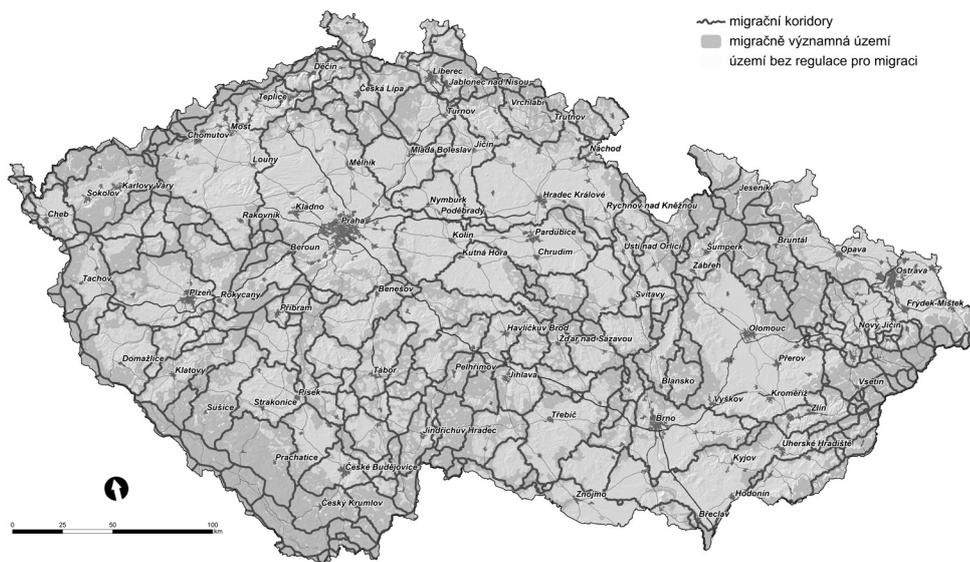 migrační koridory
migračně významná území
území bez regulace pro migraci
Děčín
Liberec
Jablonec nad Nisou
Teplice
Česká Lípa
Vrchlabí
Turnov
Trutnov
Most
Chomutov
Mladá Boleslav
Jičín
Náchod
Louny
Mělník
Karlovy Vary
Sokolov
Jeseník
Nymburk
Hradec Králové
Kladno
Poděbrady
Rychnov nad Kněžnou
Cheb
Rakovník
Praha
Kolín
Pardubice
Bruntál
Beroun
Kutná Hora
Chrudim
Ústí nad Orlicí
Šumperk
Opava
Zábřeh
Ostrava
Tachov
Plzeň
Rokycany
Benešov
Svitavy
Příbram
Frýdek-Místek
Havlíčkův Brod
Nový Jičín
Žďár nad Sázavou
Olomouc
Domažlice
Klatovy
Tábor
Pelhřimov
Jihlava
Přerov
Blansko
Vsetín
Písek
Sušice
Strakonice
Vyškov
Kroměříž
Zlín
Třebíč
Brno
Jindřichův Hradec
Uherské Hradiště
Prachatice
České Budějovice
Kyjov
Znojmo
Hodonín
Český Krumlov
Břeclav
0 25 50 100
km